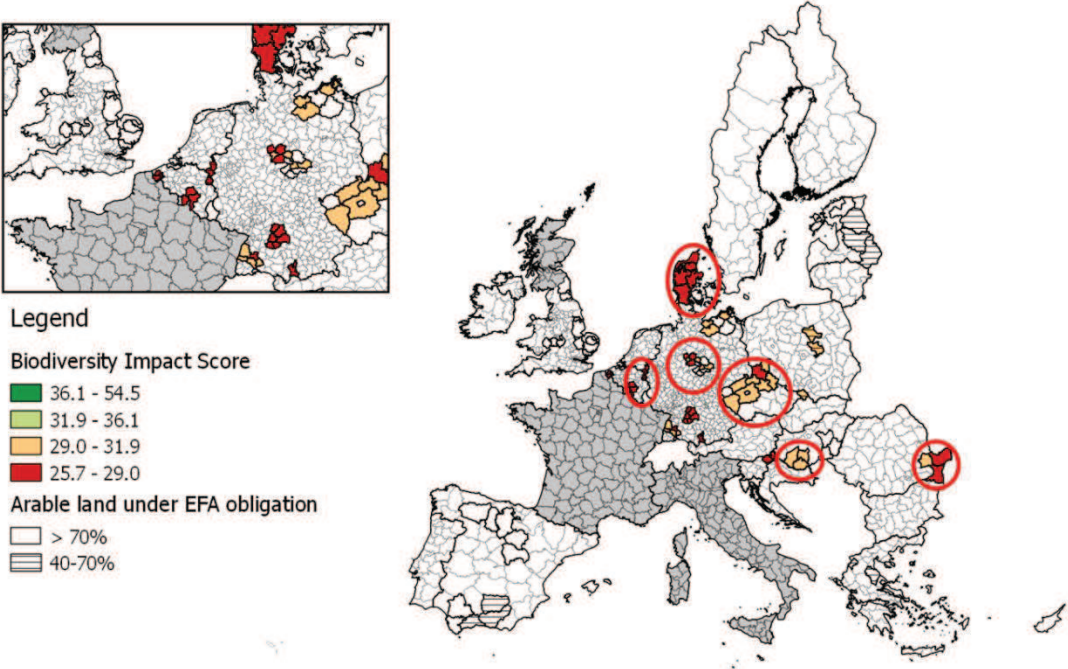 Legend
Biodiversity Impact Score
36.1 - 54.5
31.9 - 36.1
29.0 - 31.9
25.7 - 29.0
Arable land under EFA obligation
> 70%
40-70%